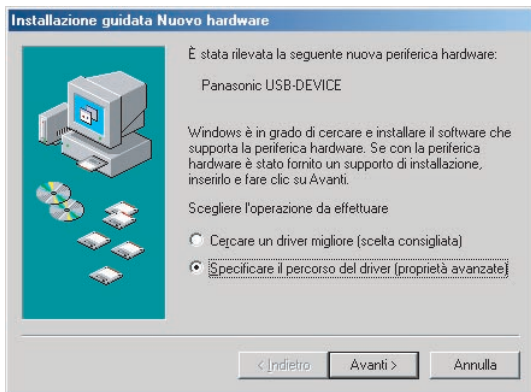 Installazione guidata Nuovo hardware
È stata rilevata la seguente nuova periferica hardware:
Panasonic USB-DEVICE
Windows è in grado di cercare e installare il software che
supporta la periferica hardware. Se con la periferica
hardware è stato fornito un supporto di installazione,
inserirlo e fare clic su Avanti.
Scegliere l'operazione da effettuare
Cercare un driver migliore (scelta consigliata)
Specificare il percorso del driver (proprietà avanzate)
< Indietro
Avanti >
Annulla